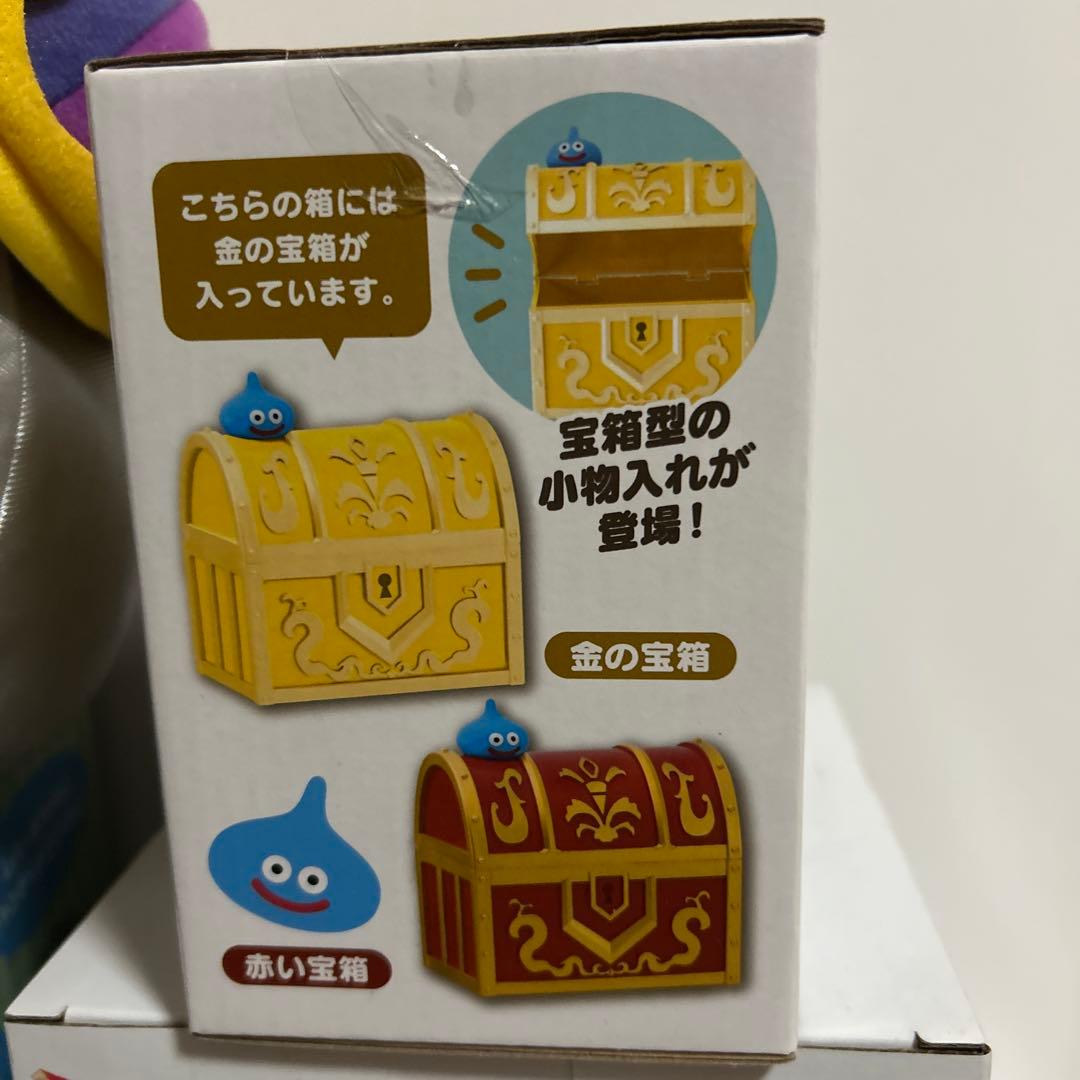 こちらの箱には
金の宝箱が
入っています。
宝箱型の
小物入れが
登場!
金の宝箱
赤い宝箱